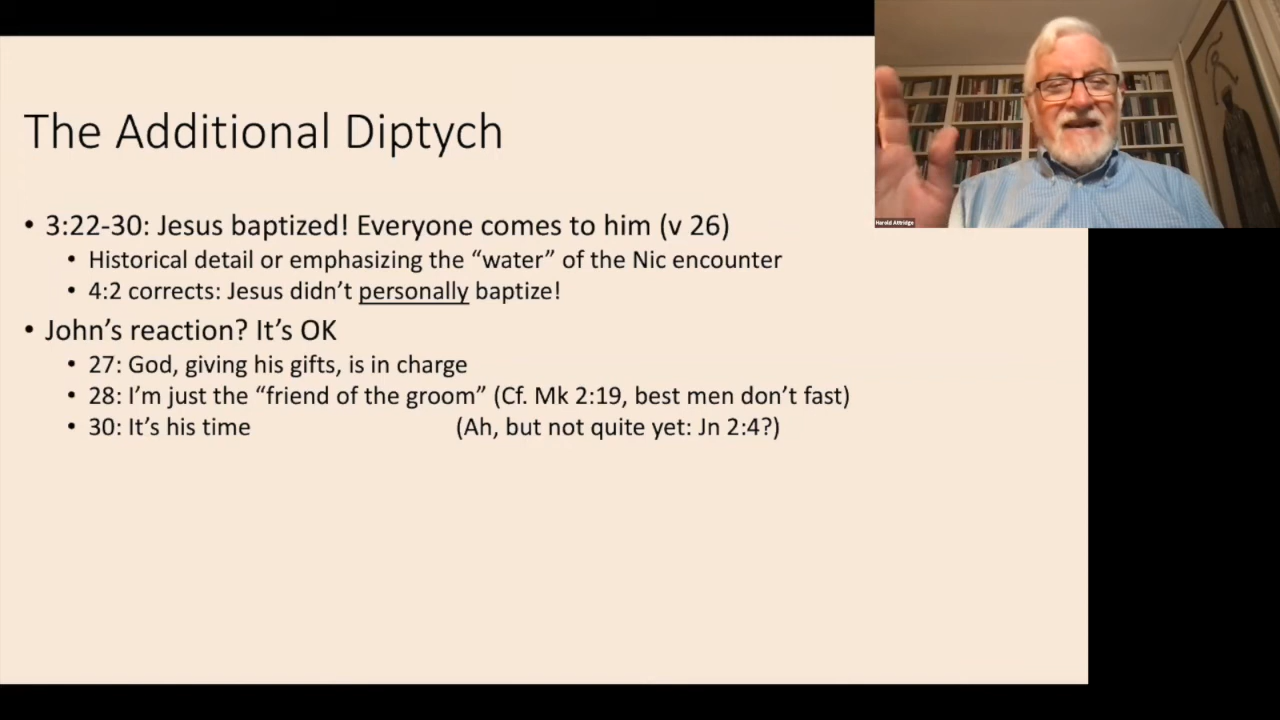 The Additional Diptych
• 3:22-30: Jesus baptized! Everyone comes to him (v 26)
• Historical detail or emphasizing the “water” of the Nic encounter
• 4:2 corrects: Jesus didn’t personally baptize!
• John’s reaction? It’s OK
• 27: God, giving his gifts, is in charge
• 28: I’m just the “friend of the groom” (Cf. Mk 2:19, best men don’t fast)
• 30: It’s his time (Ah, but not quite yet: Jn 2:4?)
Harold Attridge